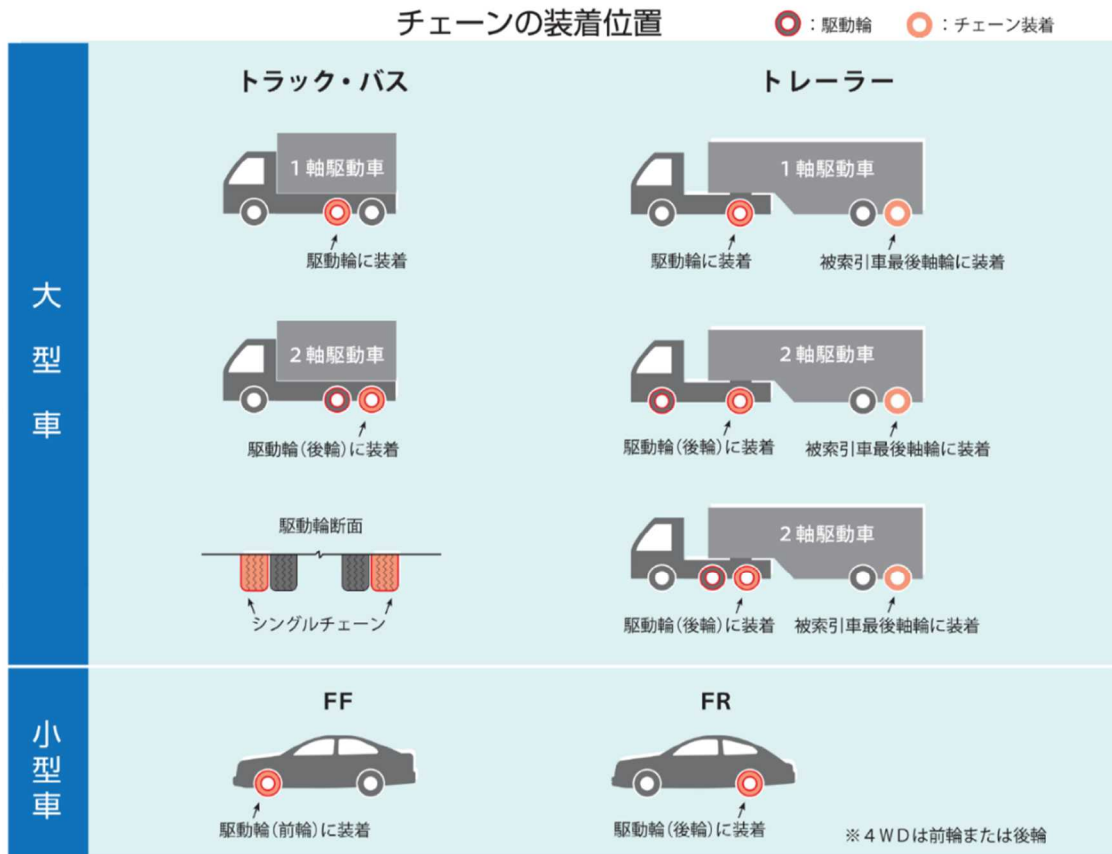 チェーンの装着位置
：駆動輪
：チェーン装着
大型車
トラック・バス
トレーラー
1軸駆動車
駆動輪に装着
1軸駆動車
駆動輪に装着
被索引車最後軸輪に装着
2軸駆動車
駆動輪(後輪)に装着
2軸駆動車
駆動輪(後輪)に装着
被索引車最後軸輪に装着
駆動輪断面
シングルチェーン
2軸駆動車
駆動輪(後輪)に装着
被索引車最後軸輪に装着
小型車
FF
駆動輪(前輪)に装着
FR
駆動輪(後輪)に装着
※4WDは前輪または後輪